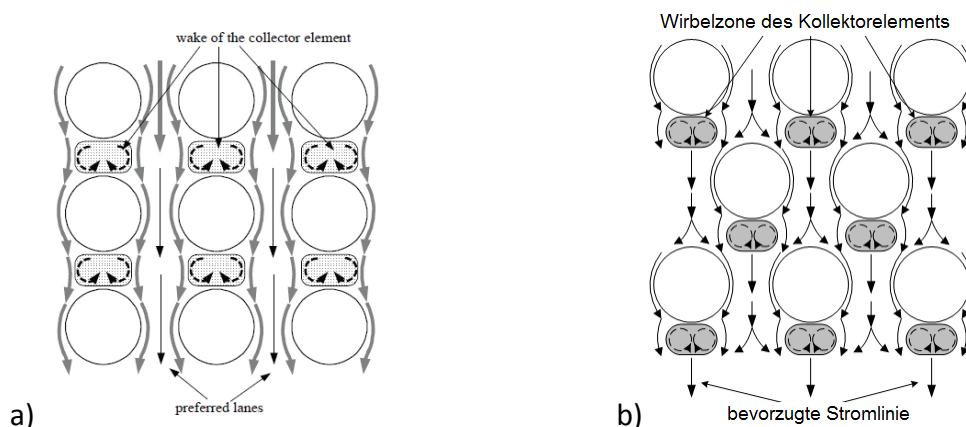 wake of the collector element
preferred lanes
a)
Wirbelzone des Kollektorelements
bevorzugte Stromlinie
b)